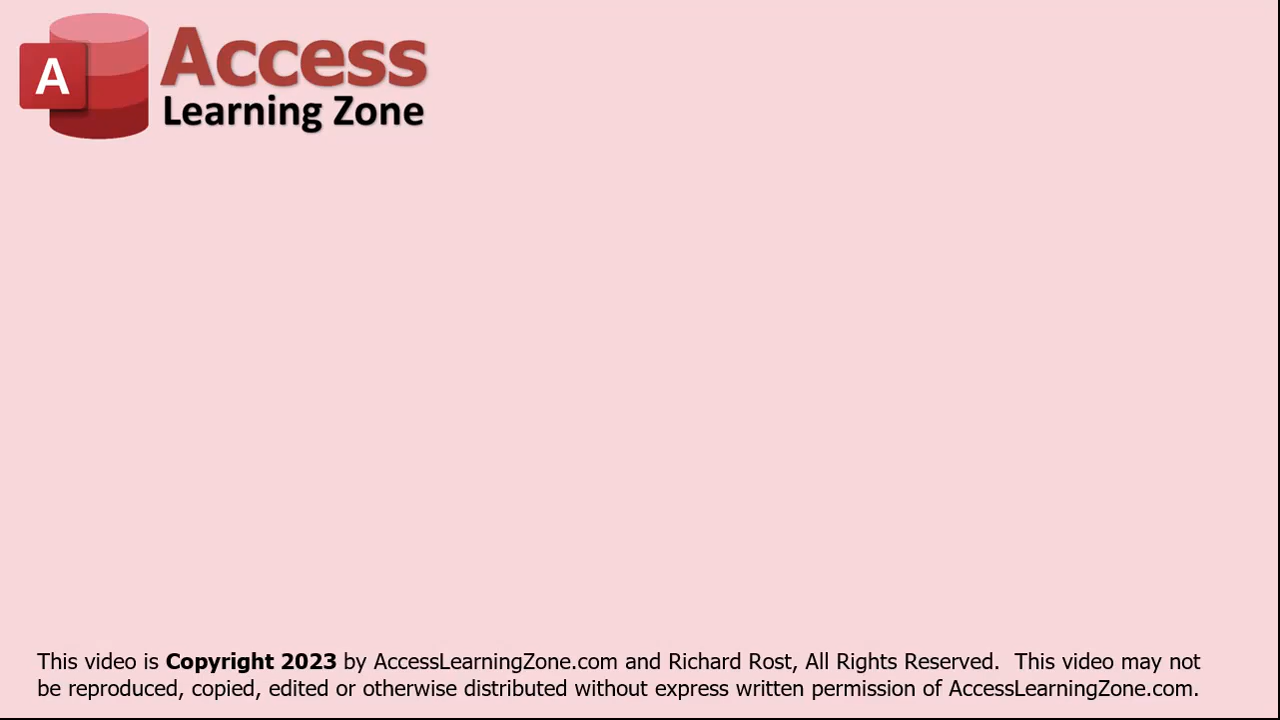 A
Access
Learning Zone
This video is Copyright 2023 by AccessLearningZone.com and Richard Rost, All Rights Reserved.  This video may not
be reproduced, copied, edited or otherwise distributed without express written permission of AccessLearningZone.com.